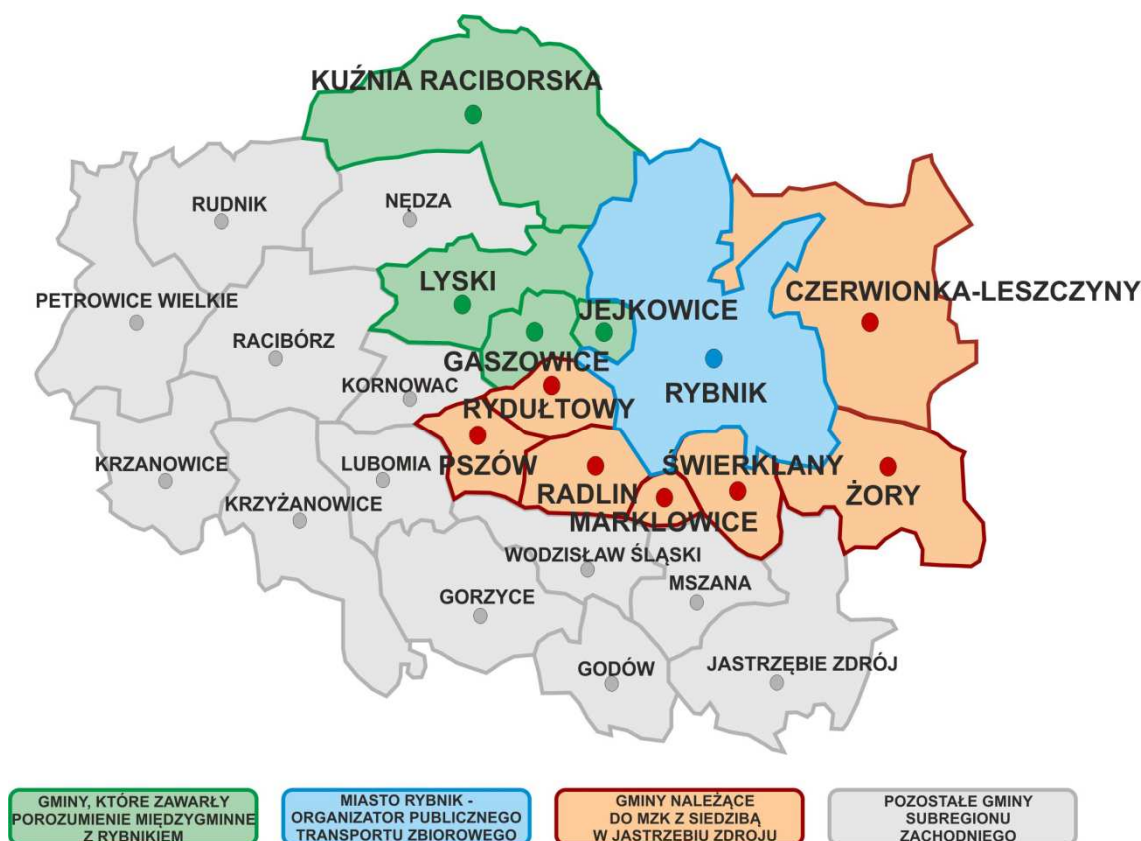 KUŹNIA RACIBORSKA
RUDNIK
NĘDZA
LYSKI
JEJKOWICE
CZERWIONKA-LESZCZYNY
PETROWICE WIELKIE
RACIBÓRZ
GASZOWICE
KORNOWAC
RYDUŁTOWY
RYBNIK
KRZANOWICE
LUBOMIA
PSZÓW
ŚWIERKLANY
RADLIN
ŻORY
KRZYŻANOWICE
MARKLOWICE
WODZISŁAW ŚLĄSKI
MSZANA
GORZYCE
GODÓW
JASTRZĘBIE ZDRÓJ
GMINY, KTÓRE ZAWARŁY
POROZUMIENIE MIĘDZYGMINNE
Z RYBNIKIEM
MIASTO RYBNIK -
ORGANIZATOR PUBLICZNEGO
TRANSPORTU ZBIOROWEGO
GMINY NALEŻĄCE
DO MZK Z SIEDZIBĄ
W JASTRZEBIU ZDROJU
POZOSTAŁE GMINY
SUBREGIONU
ZACHODNIEGO